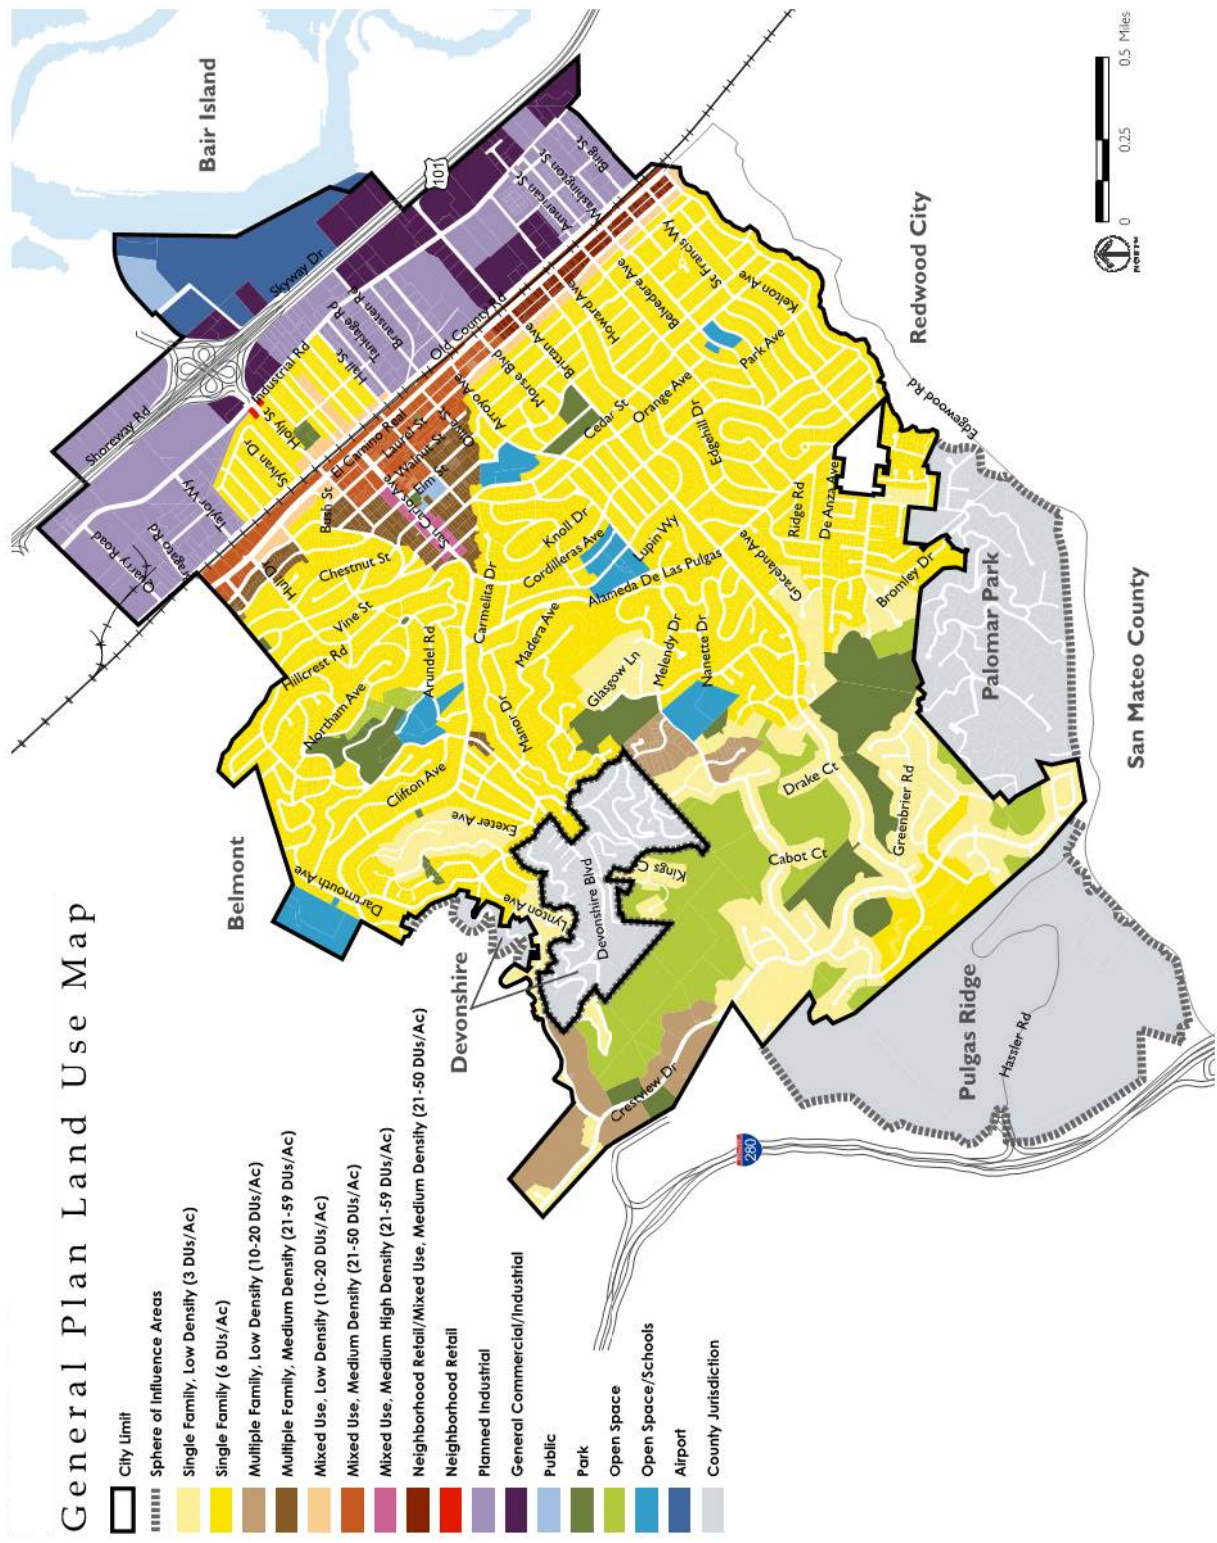 General Plan Land Use Map
City Limit
Sphere of Influence Areas
Single Family, Low Density (3 DUs/Ac)
Single Family (6 DUs/Ac)
Multiple Family, Low Density (10-20 DUs/Ac)
Multiple Family, Medium Density (21-59 DUs/Ac)
Mixed Use, Low Density (10-20 DUs/Ac)
Mixed Use, Medium Density (21-50 DUs/Ac)
Mixed Use, Medium High Density (21-59 DUs/Ac)
Neighborhood Retail/Mixed Use, Medium Density (21-50 DUs/Ac)
Neighborhood Retail
Planned Industrial
General Commercial/Industrial
Public
Park
Open Space
Open Space/Schools
Airport
County Jurisdiction
Belmont
Devonshire
Bair Island
Redwood City
Palomar Park
San Mateo County
Pulgas Ridge
Hassler Rd
280
101
Shoreway Rd
Quarry Road
Taylor Wy
Industrial Rd
Skyway Dr
Holly St
Sylvan Dr
Hall St
Tanklage Rd
Bransten Rd
Old County Rd
American St
Washington St
Bing St
El Camino Real
Laurel St
Walnut St
Elm St
Olive St
San Carlos Ave
Arroyo Ave
Morse Blvd
Brittan Ave
Howard Ave
Belvedere Ave
St Francis Wy
Kelton Ave
Park Ave
Orange Ave
Cedar St
Edgehill Dr
Edgewood Rd
Bush St
Hull Dr
Chestnut St
Vine St
Hillcrest Rd
Northam Ave
Arundel Rd
Carmelita Dr
Knoll Dr
Cordilleras Ave
Lupin Wy
Alameda De Las Pulgas
Madera Ave
Manor Dr
Clifton Ave
Exeter Ave
Dartmouth Ave
Lynton Ave
Devonshire Blvd
Kings C
Glasgow Ln
Melendy Dr
Nanette Dr
Graceland Ave
Ridge Rd
De Anza Ave
Bromley Dr
Drake Ct
Cabot Ct
Greenbrier Rd
Crestview Dr
NORTH
0 0.25 0.5 Miles